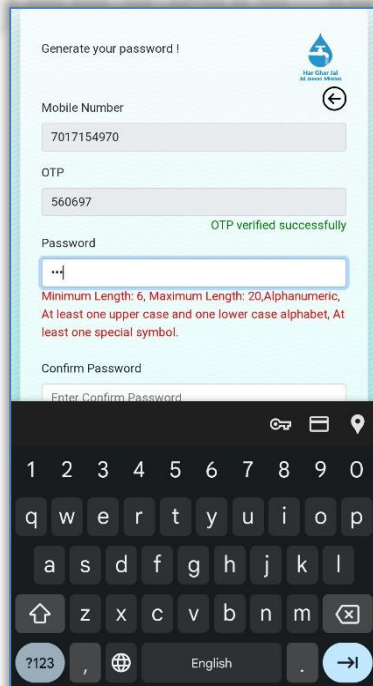 Generate your password !
Har Ghar Jal
Jal Jeevan Mission
Mobile Number
7017154970
OTP
560697
OTP verified successfully
Password
•••
Minimum Length: 6, Maximum Length: 20,Alphanumeric,
At least one upper case and one lower case alphabet, At
least one special symbol.
Confirm Password
Enter Confirm Password
1 2 3 4 5 6 7 8 9 0
q w e r t y u i o p
a s d f g h j k l
z x c v b n m
?123 , English .